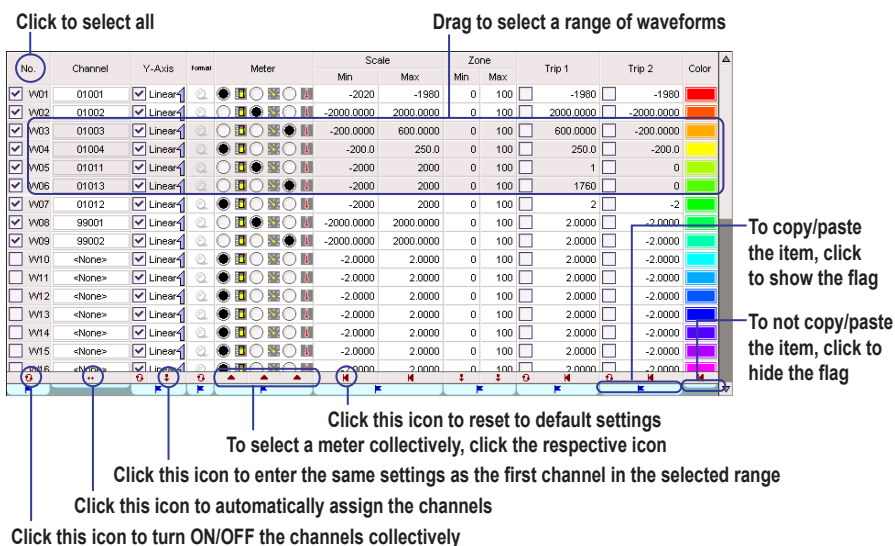 Click to select all
Drag to select a range of waveforms
No. Channel Y-Axis Format Meter Scale Zone Trip 1 Trip 2 Color
Min Max Min Max
W01 01001 Linear -2020 -1980 0 100 -1980 -1980
W02 01002 Linear -2000.0000 2000.0000 0 100 2000.0000 -2000.0000
W03 01003 Linear -200.0000 600.0000 0 100 600.0000 -200.0000
W04 01004 Linear -200.0 250.0 0 100 250.0 -200.0
W05 01011 Linear -2000 2000 0 100 1 0
W06 01013 Linear -2000 2000 0 100 1760 0
W07 01012 Linear -2000 2000 0 100 2 -2
W08 99001 Linear -2000.0000 2000.0000 0 100 2.0000 -2.0000
W09 99002 Linear -2000.0000 2000.0000 0 100 2.0000 -2.0000
W10 <None> Linear -2.0000 2.0000 0 100 2.0000 -2.0000
W11 <None> Linear -2.0000 2.0000 0 100 2.0000 -2.0000
W12 <None> Linear -2.0000 2.0000 0 100 2.0000 -2.0000
W13 <None> Linear -2.0000 2.0000 0 100 2.0000 -2.0000
W14 <None> Linear -2.0000 2.0000 0 100 2.0000 -2.0000
W15 <None> Linear -2.0000 2.0000 0 100 2.0000 -2.0000
W16 <None> Linear -2.0000 2.0000 0 100 2.0000 -2.0000
To copy/paste
the item, click
to show the flag
To not copy/paste
the item, click to
hide the flag
Click this icon to reset to default settings
To select a meter collectively, click the respective icon
Click this icon to enter the same settings as the first channel in the selected range
Click this icon to automatically assign the channels
Click this icon to turn ON/OFF the channels collectively